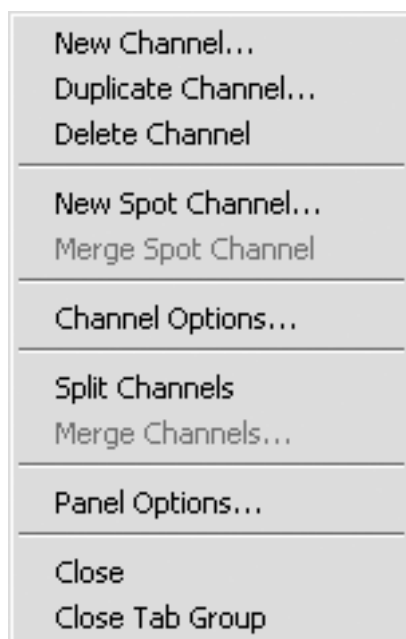 New Channel...
Duplicate Channel...
Delete Channel
New Spot Channel...
Merge Spot Channel
Channel Options...
Split Channels
Merge Channels...
Panel Options...
Close
Close Tab Group